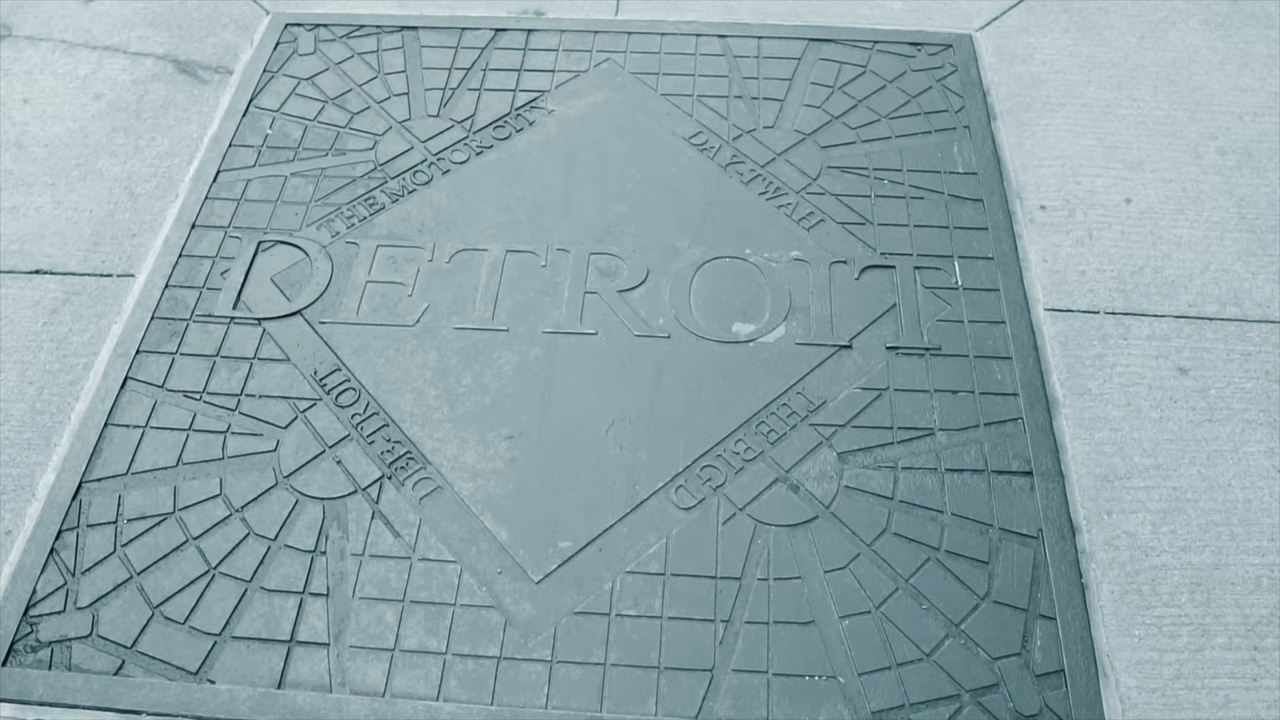 THE MOTOR CITY
DAY-TWAH
DETROIT
DEE-TROIT
THE BIG D